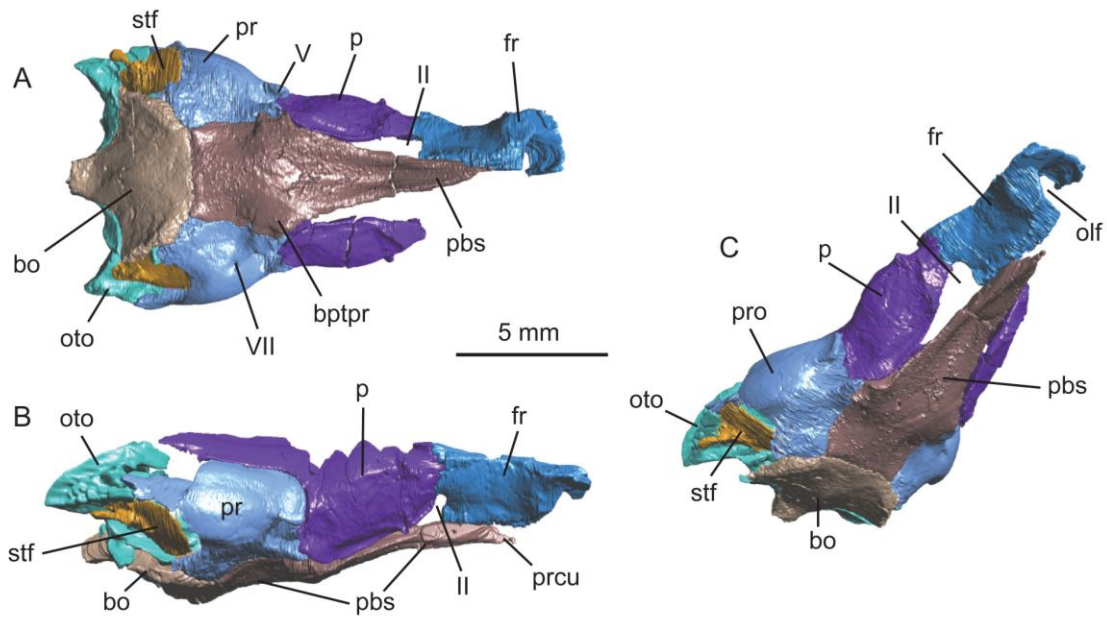 A
stf
pr
V
p
II
fr
bo
oto
VII
bptpr
pbs
5 mm
B
oto
p
fr
pr
stf
bo
pbs
II
prcu
C
fr
II
olf
p
pro
oto
pbs
stf
bo